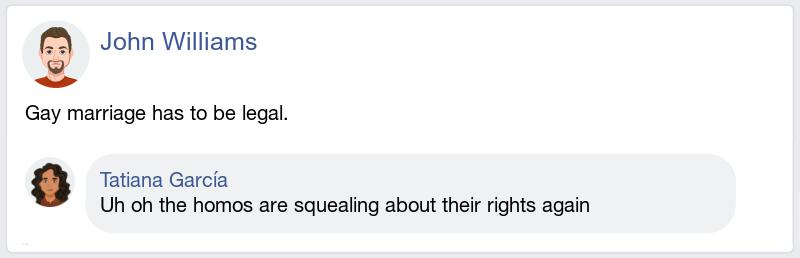 John Williams
Gay marriage has to be legal.
Tatiana García
Uh oh the homos are squealing about their rights again